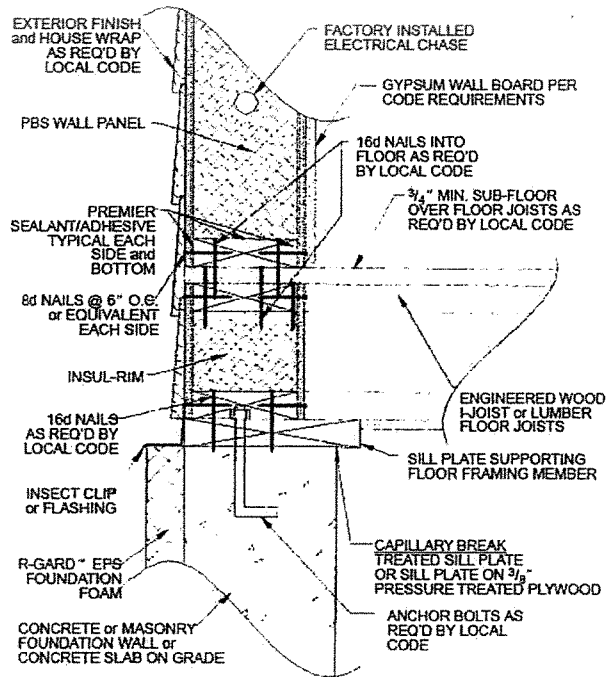 EXTERIOR FINISH
and HOUSE WRAP
AS REQ'D BY
LOCAL CODE
FACTORY INSTALLED
ELECTRICAL CHASE
GYPSUM WALL BOARD PER
CODE REQUIREMENTS
PBS WALL PANEL
16d NAILS INTO
FLOOR AS REQ'D
BY LOCAL CODE
3/4" MIN. SUB-FLOOR
OVER FLOOR JOISTS AS
REQ'D BY LOCAL CODE
PREMIER
SEALANT/ADHESIVE
TYPICAL EACH
SIDE and
BOTTOM
8d NAILS @ 6" O.C.
or EQUIVALENT
EACH SIDE
INSUL-RIM
ENGINEERED WOOD
I-JOIST or LUMBER
FLOOR JOISTS
16d NAILS
AS REQ'D BY
LOCAL CODE
SILL PLATE SUPPORTING
FLOOR FRAMING MEMBER
INSECT CLIP
or FLASHING
CAPILLARY BREAK
TREATED SILL PLATE
OR SILL PLATE ON 3/8"
PRESSURE TREATED PLYWOOD
R-GARD™ EPS
FOUNDATION
FOAM
ANCHOR BOLTS AS
REQ'D BY LOCAL
CODE
CONCRETE or MASONRY
FOUNDATION WALL or
CONCRETE SLAB ON GRADE